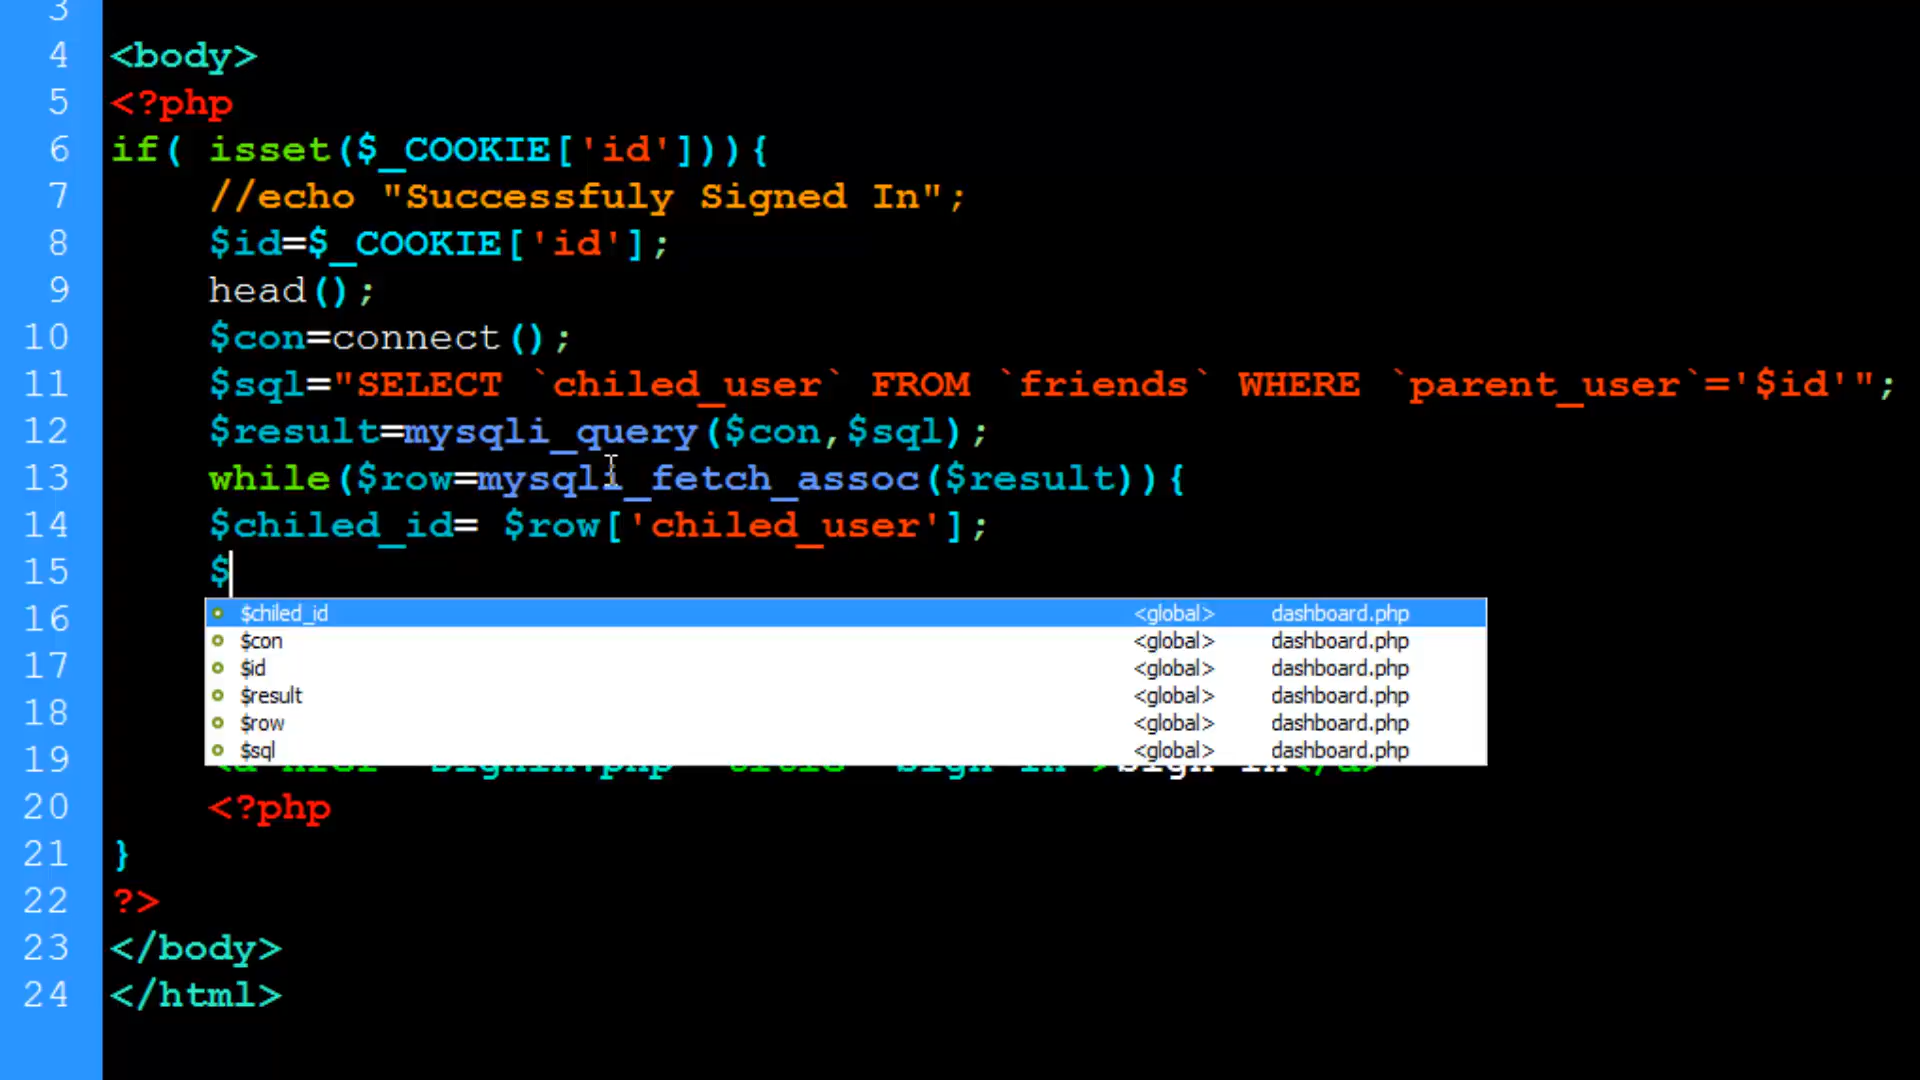 3
4 <body>
5 <?php
6 if( isset($_COOKIE['id'])){
7 //echo "Successfuly Signed In";
8 $id=$_COOKIE['id'];
9 head();
10 $con=connect();
11 $sql="SELECT `chiled_user` FROM `friends` WHERE `parent_user`='$id'";
12 $result=mysqli_query($con,$sql);
13 while($row=mysqli_fetch_assoc($result)){
14 $chiled_id= $row['chiled_user'];
15 $
16 $chiled_id <global> dashboard.php
$con <global> dashboard.php
17 $id <global> dashboard.php
$result <global> dashboard.php
18 $row <global> dashboard.php
19 $sql <global> dashboard.php
20 <?php
21 }
22 ?>
23 </body>
24 </html>